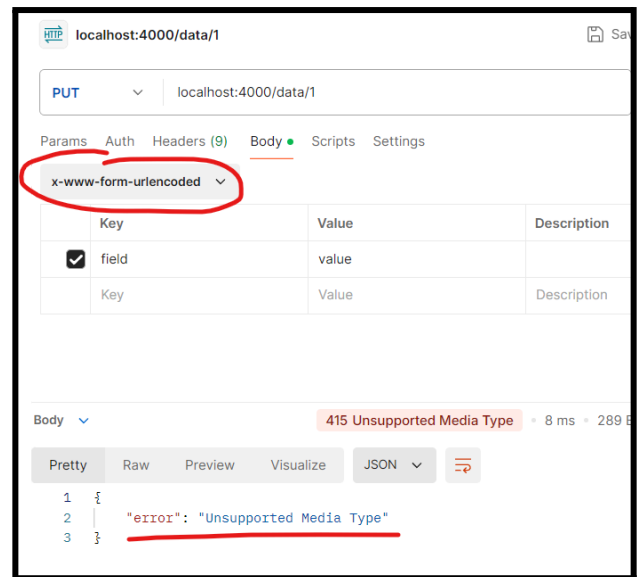 HTTP localhost:4000/data/1 Sav
PUT localhost:4000/data/1
Params Auth Headers (9) Body Scripts Settings
x-www-form-urlencoded
Key Value Description
field value
Key Value Description
Body 415 Unsupported Media Type 8 ms 289 B
Pretty Raw Preview Visualize JSON
1 {
2 "error": "Unsupported Media Type"
3 }